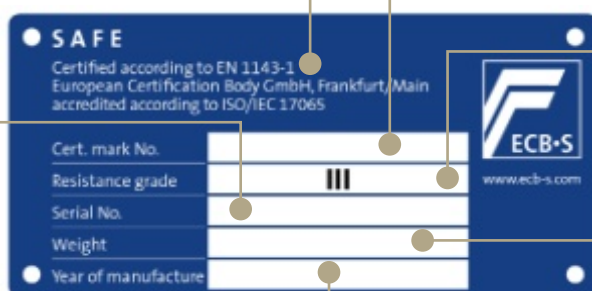 SAFE
Certified according to EN 1143-1
European Certification Body GmbH, Frankfurt/Main
accredited according to ISO/IEC 17065
Cert. mark No.
Resistance grade III
Serial No.
Weight
Year of manufacture
ECB•S
www.ecb-s.com